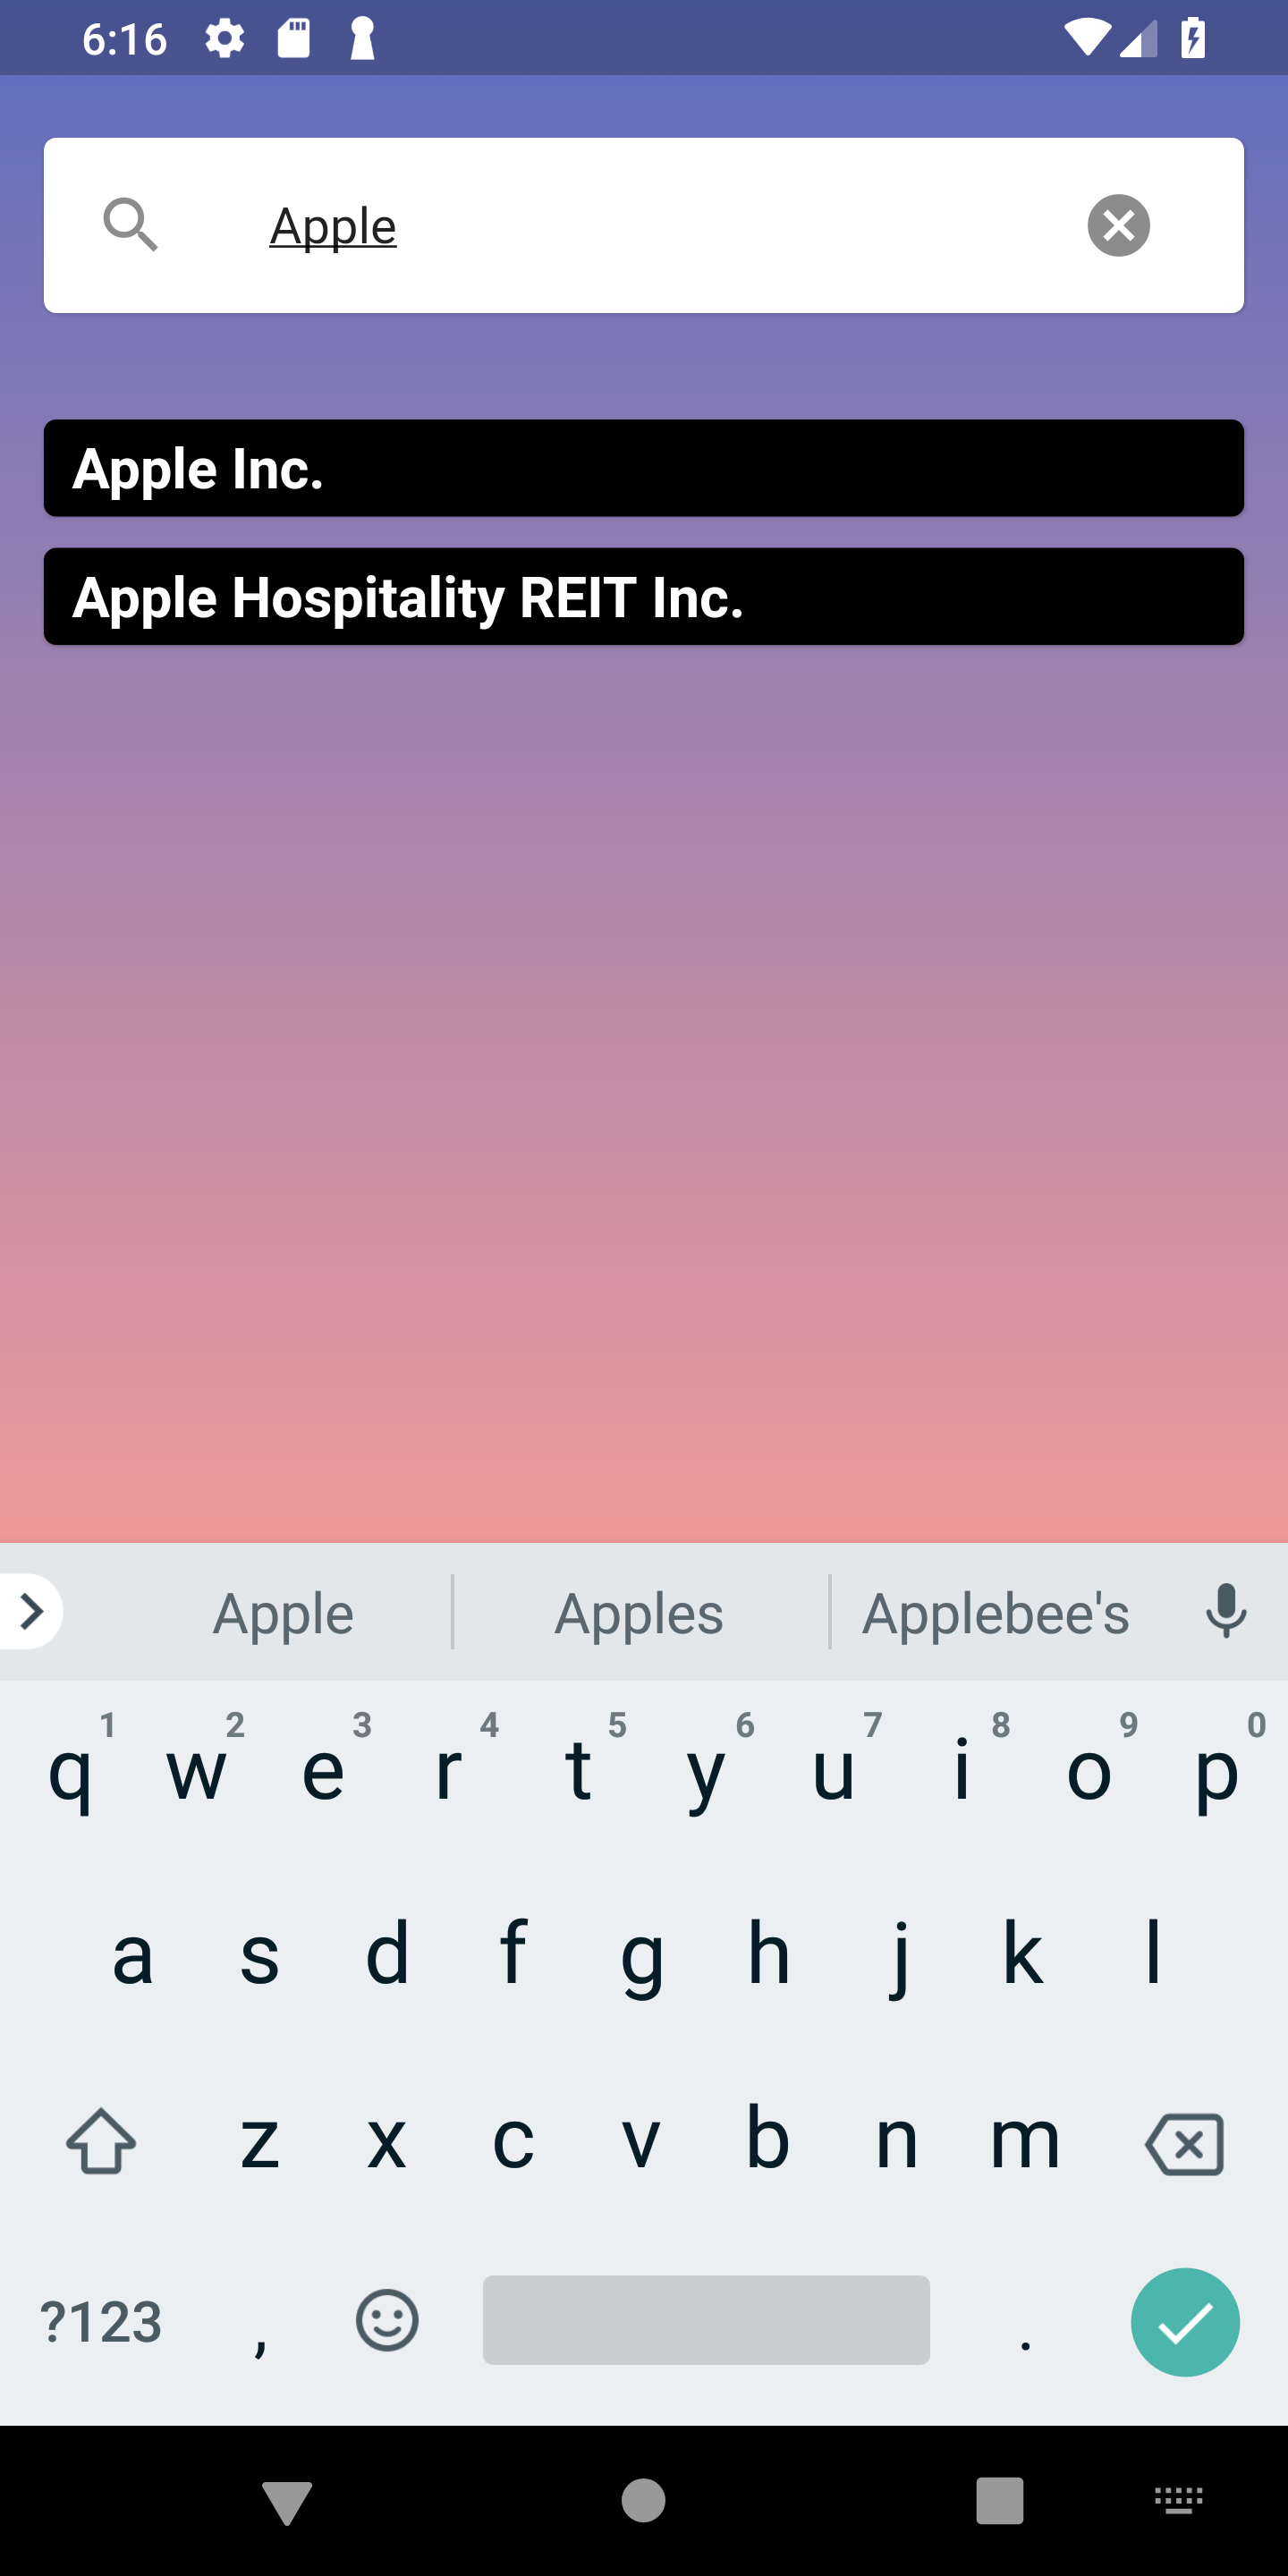 6:16
Apple
Apple Inc.
Apple Hospitality REIT Inc.
Apple Apples Applebee's
1 2 3 4 5 6 7 8 9 0
q w e r t y u i o p
a s d f g h j k l
z x c v b n m
?123 , .